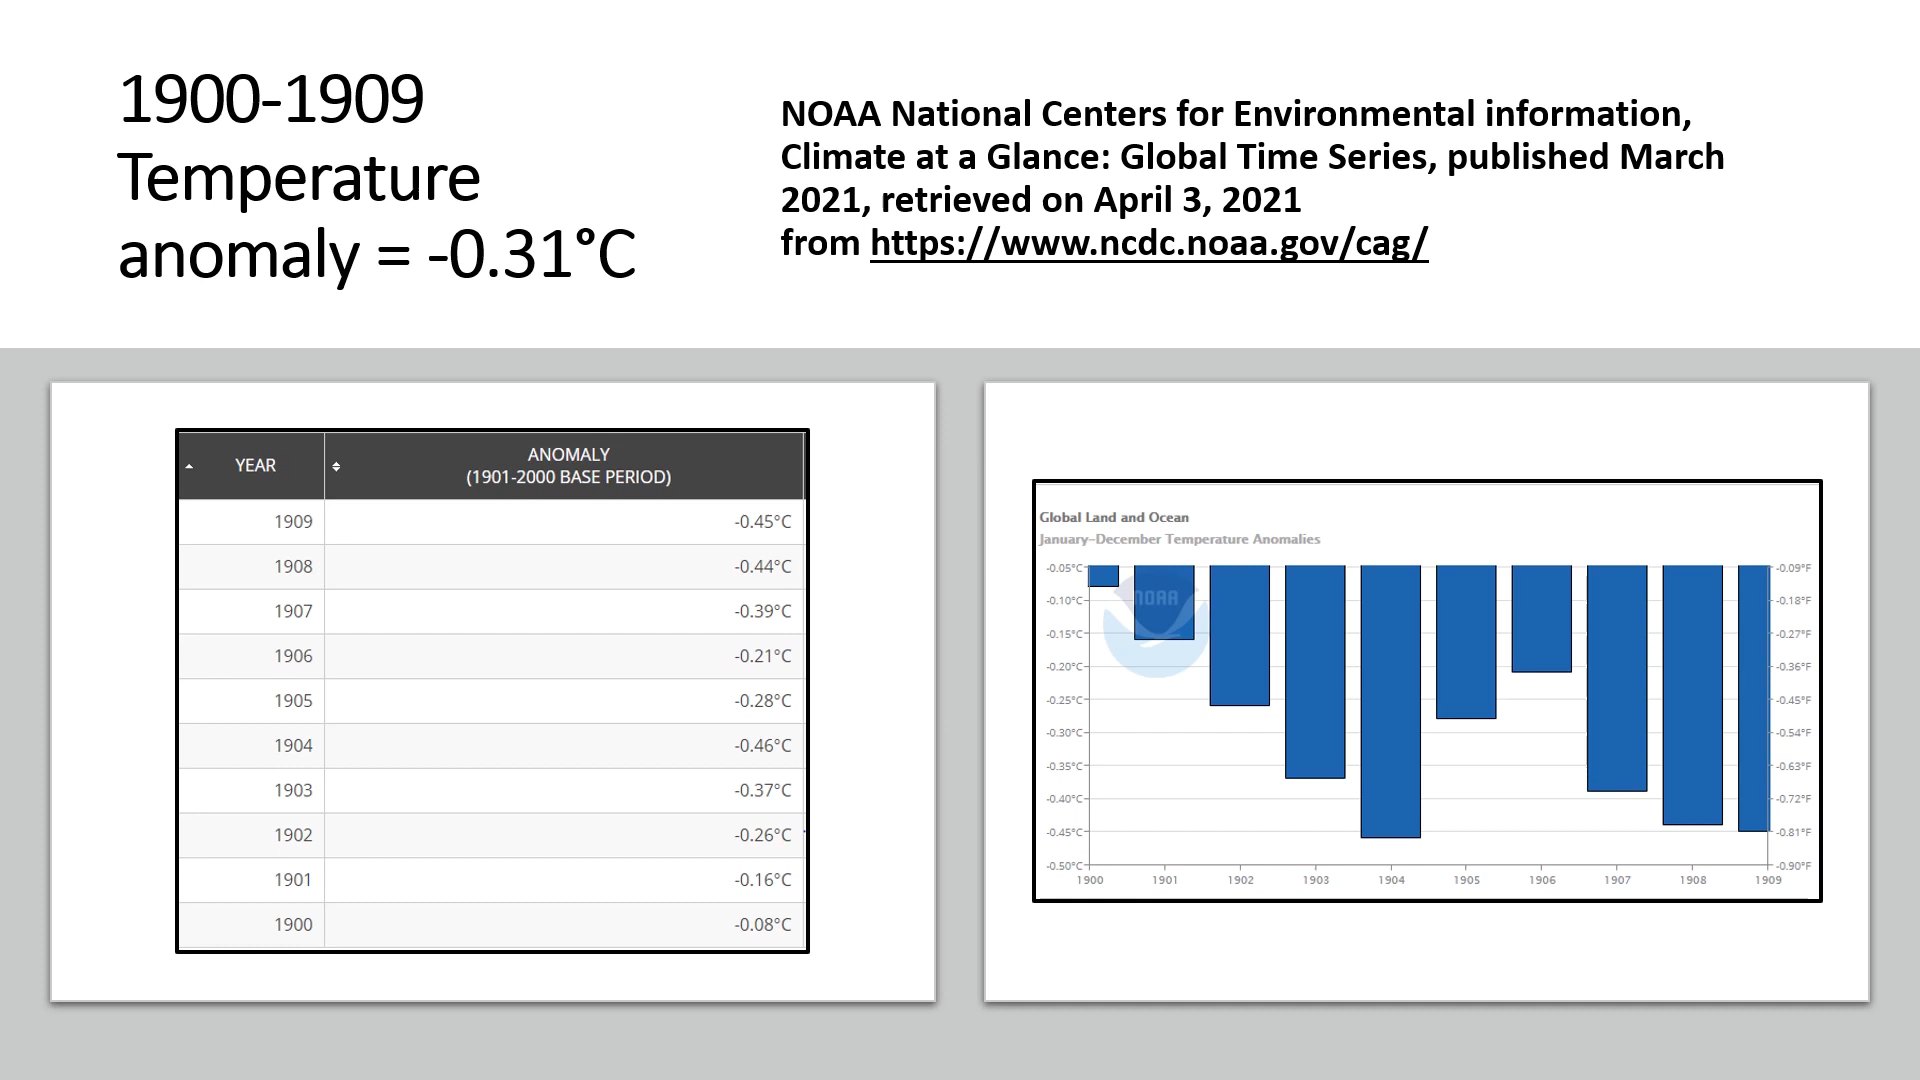 1900-1909
Temperature
anomaly = -0.31°C
NOAA National Centers for Environmental information,
Climate at a Glance: Global Time Series, published March
2021, retrieved on April 3, 2021
from https://www.ncdc.noaa.gov/cag/
YEAR ANOMALY
(1901-2000 BASE PERIOD)
1909 -0.45°C
1908 -0.44°C
1907 -0.39°C
1906 -0.21°C
1905 -0.28°C
1904 -0.46°C
1903 -0.37°C
1902 -0.26°C
1901 -0.16°C
1900 -0.08°C
Global Land and Ocean
January–December Temperature Anomalies
NOAA
-0.05°C -0.09°F
-0.10°C -0.18°F
-0.15°C -0.27°F
-0.20°C -0.36°F
-0.25°C -0.45°F
-0.30°C -0.54°F
-0.35°C -0.63°F
-0.40°C -0.72°F
-0.45°C -0.81°F
-0.50°C -0.90°F
1900 1901 1902 1903 1904 1905 1906 1907 1908 1909